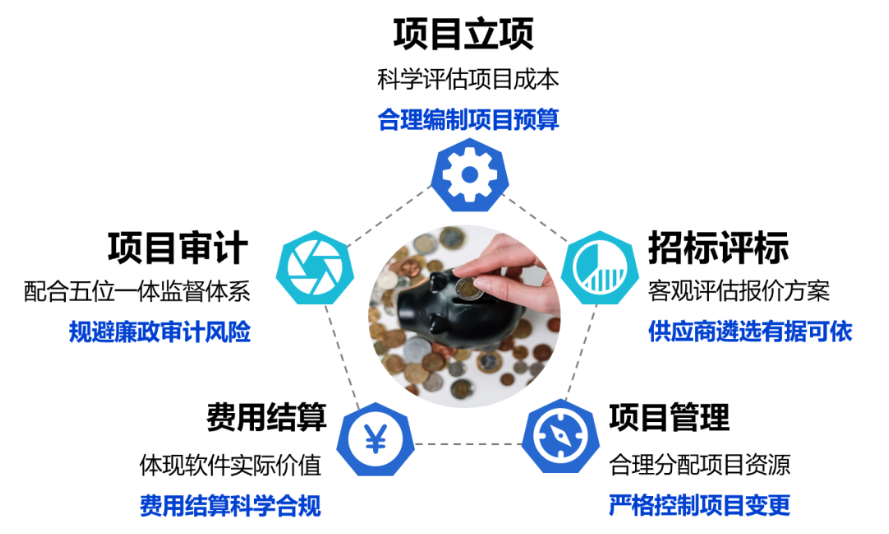 项目立项
科学评估项目成本
合理编制项目预算
项目审计
配合五位一体监督体系
规避廉政审计风险
招标评标
客观评估报价方案
供应商遴选有据可依
费用结算
体现软件实际价值
费用结算科学合规
¥
项目管理
合理分配项目资源
严格控制项目变更